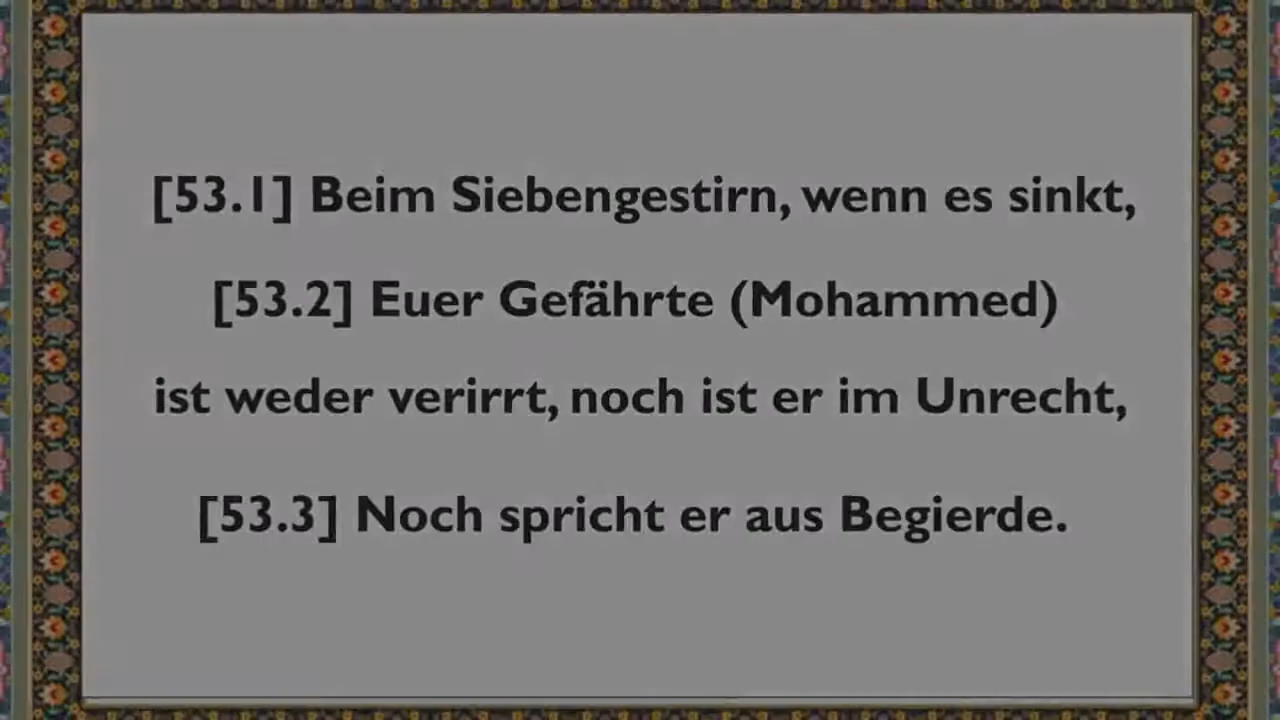 [53.1] Beim Siebengestirn, wenn es sinkt,
[53.2] Euer Gefährte (Mohammed)
ist weder verirrt, noch ist er im Unrecht,
[53.3] Noch spricht er aus Begierde.